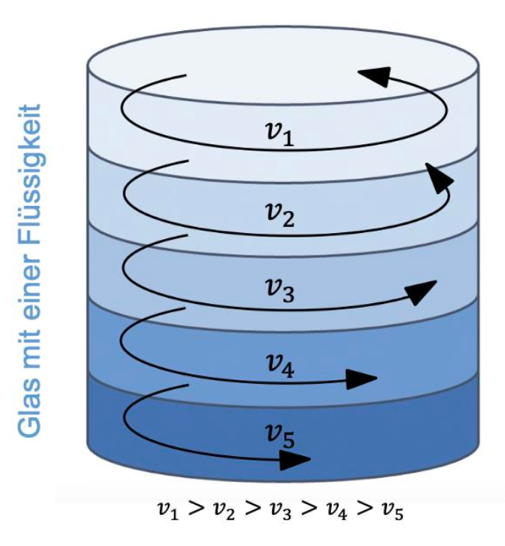 Glas mit einer Flüssigkeit
v₁
v₂
v₃
v₄
v₅
v₁ > v₂ > v₃ > v₄ > v₅